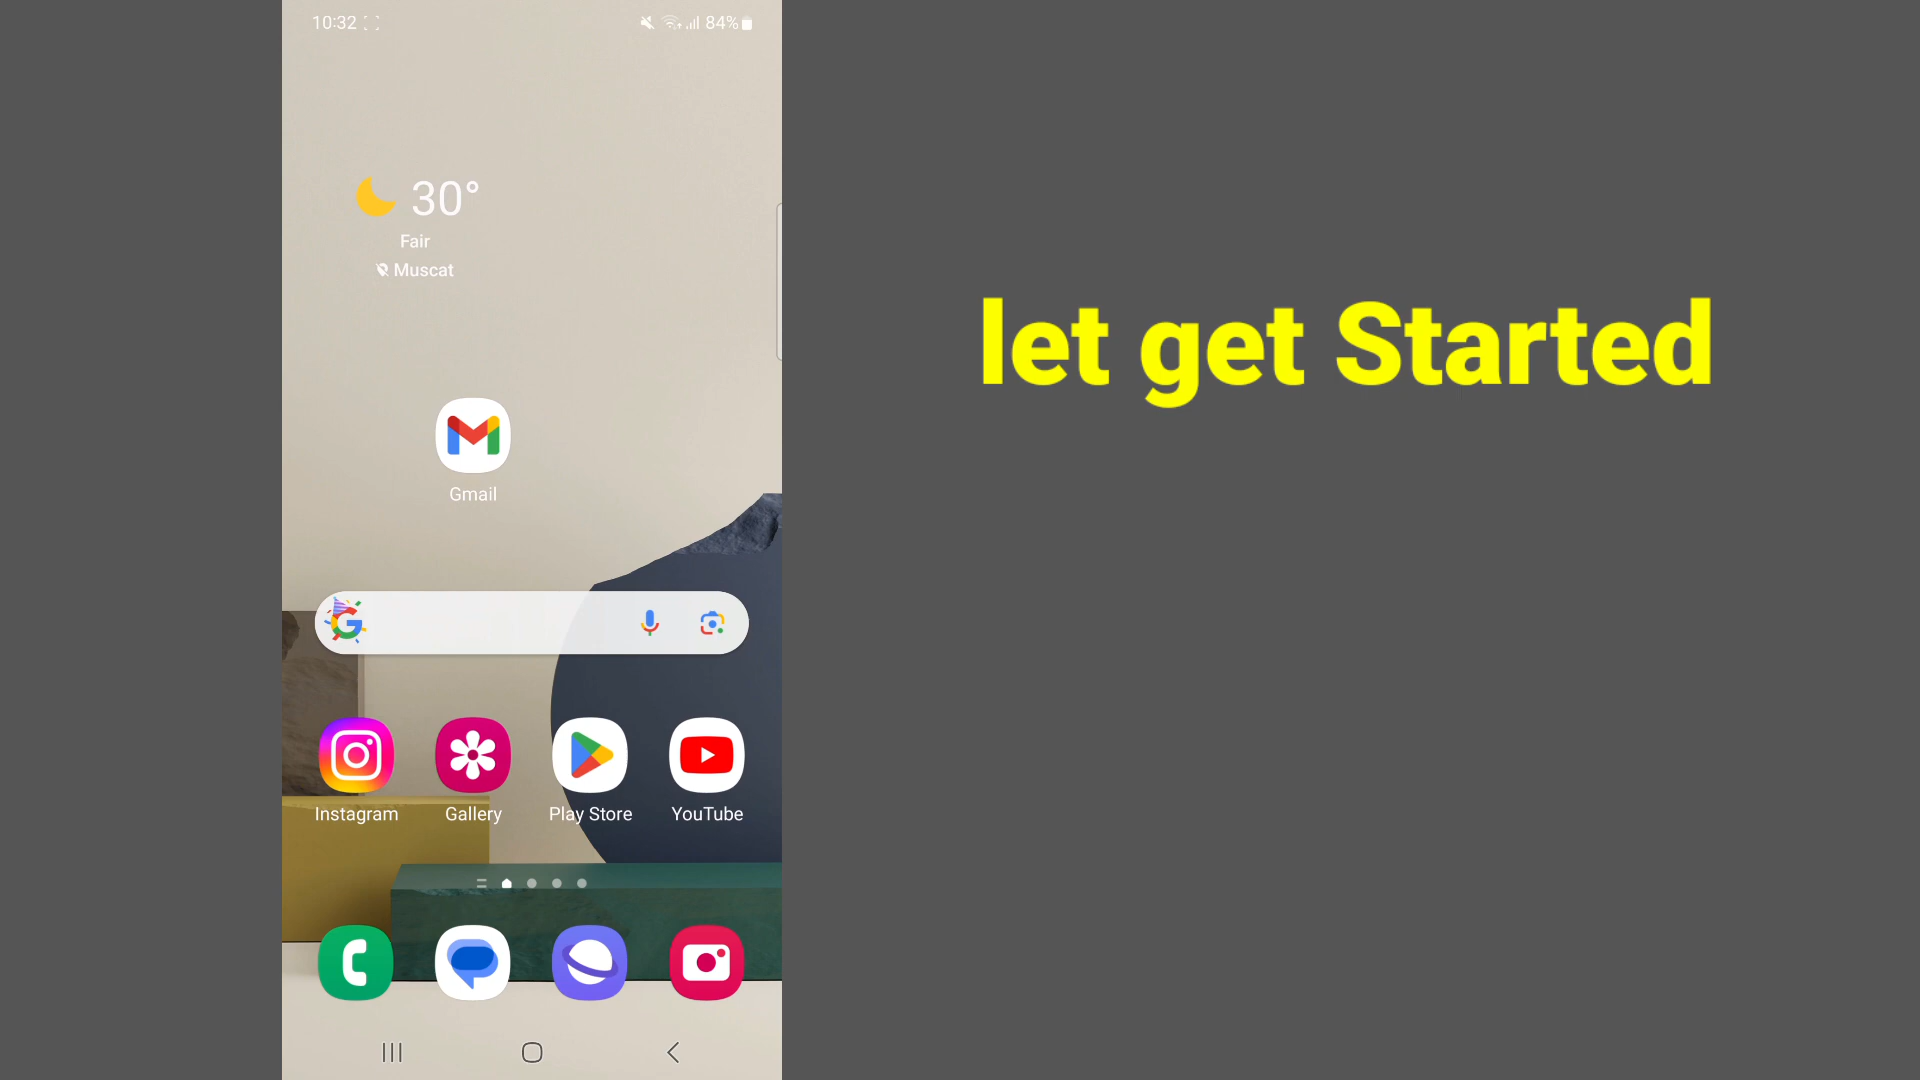 10:32
84%
30°
Fair
Muscat
let get Started
Gmail
Instagram
Gallery
Play Store
YouTube